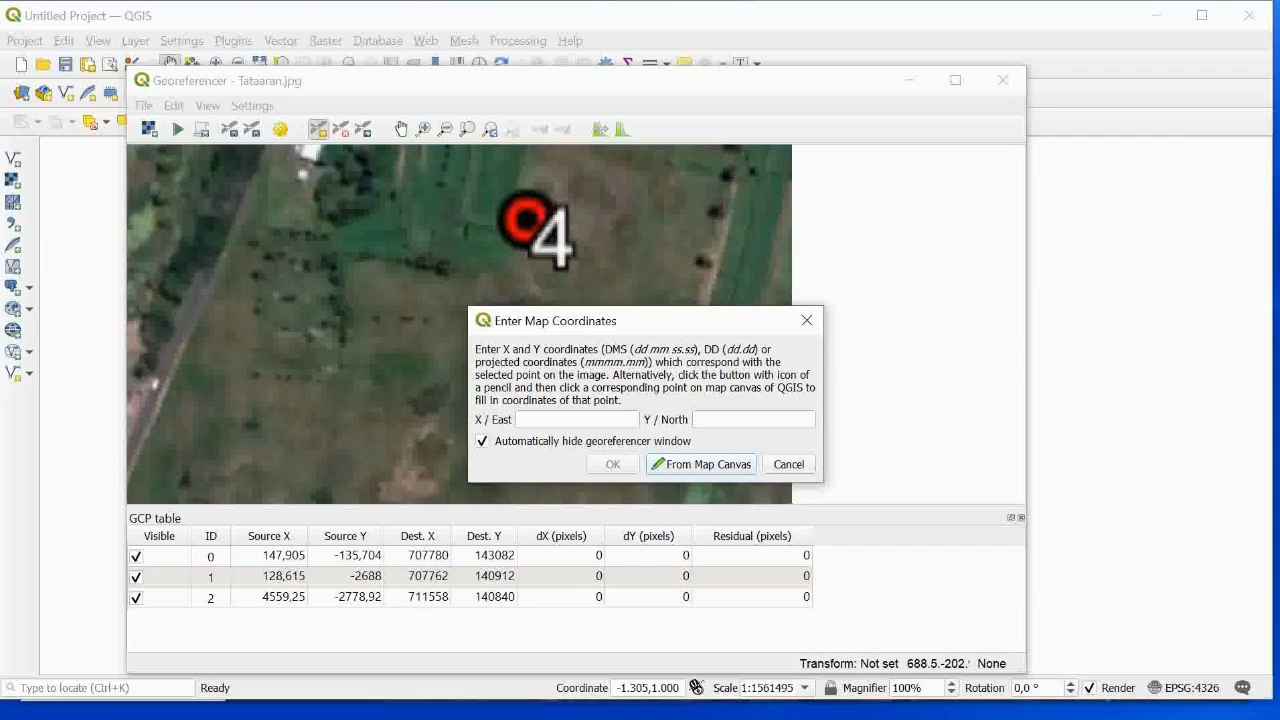 Untitled Project — QGIS
Project Edit View Layer Settings Plugins Vector Raster Database Web Mesh Processing Help
Georeferencer - Tataaran.jpg
File Edit View Settings
4
Enter Map Coordinates
Enter X and Y coordinates (DMS (dd mm ss.ss), DD (dd.dd) or
projected coordinates (mmmm.mm)) which correspond with the
selected point on the image. Alternatively, click the button with icon of
a pencil and then click a corresponding point on map canvas of QGIS to
fill in coordinates of that point.
X / East Y / North
Automatically hide georeferencer window
OK From Map Canvas Cancel
GCP table
Visible ID Source X Source Y Dest. X Dest. Y dX (pixels) dY (pixels) Residual (pixels)
0 147,905 -135,704 707780 143082 0 0 0
1 128,615 -2688 707762 140912 0 0 0
2 4559,25 -2778,92 711558 140840 0 0 0
Transform: Not set 688.5.-202. None
Type to locate (Ctrl+K) Ready Coordinate -1.305,1.000 Scale 1:1561495 Magnifier 100% Rotation 0,0 ° Render EPSG:4326